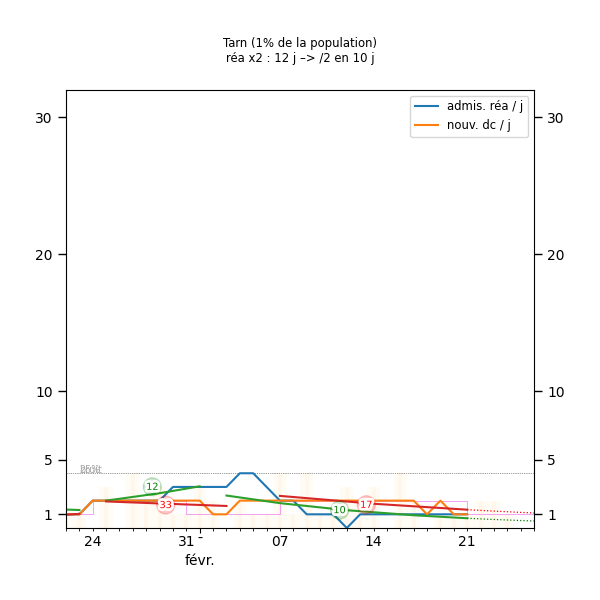 Tarn (1% de la population)
réa x2 : 12 j –> /2 en 10 j
admis. réa / j
nouv. dc / j
30 30
20 20
10 10
5 5
12
33
17
10
1 1
24 31 - 07 14 21
févr.